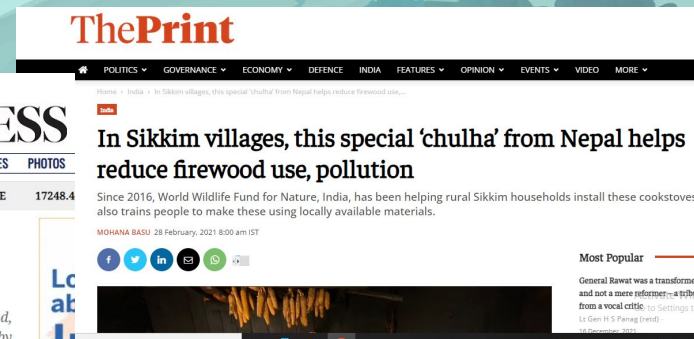 ThePrint
POLITICS GOVERNANCE ECONOMY DEFENCE INDIA FEATURES OPINION EVENTS VIDEO MORE
Home › India › In Sikkim villages, this special 'chulha' from Nepal helps reduce firewood use,...
India
In Sikkim villages, this special ‘chulha’ from Nepal helps
reduce firewood use, pollution
Since 2016, World Wildlife Fund for Nature, India, has been helping rural Sikkim households install these cookstoves
also trains people to make these using locally available materials.
MOHANA BASU 28 February, 2021 8:00 am IST
Most Popular
General Rawat was a transforme
and not a mere reformer—a trib
from a vocal critic
to Settings t
Lt Gen H S Panag (retd) -
16 December, 2021
ESS
ES PHOTOS
E 17248.4
Lo
ab
d,
by